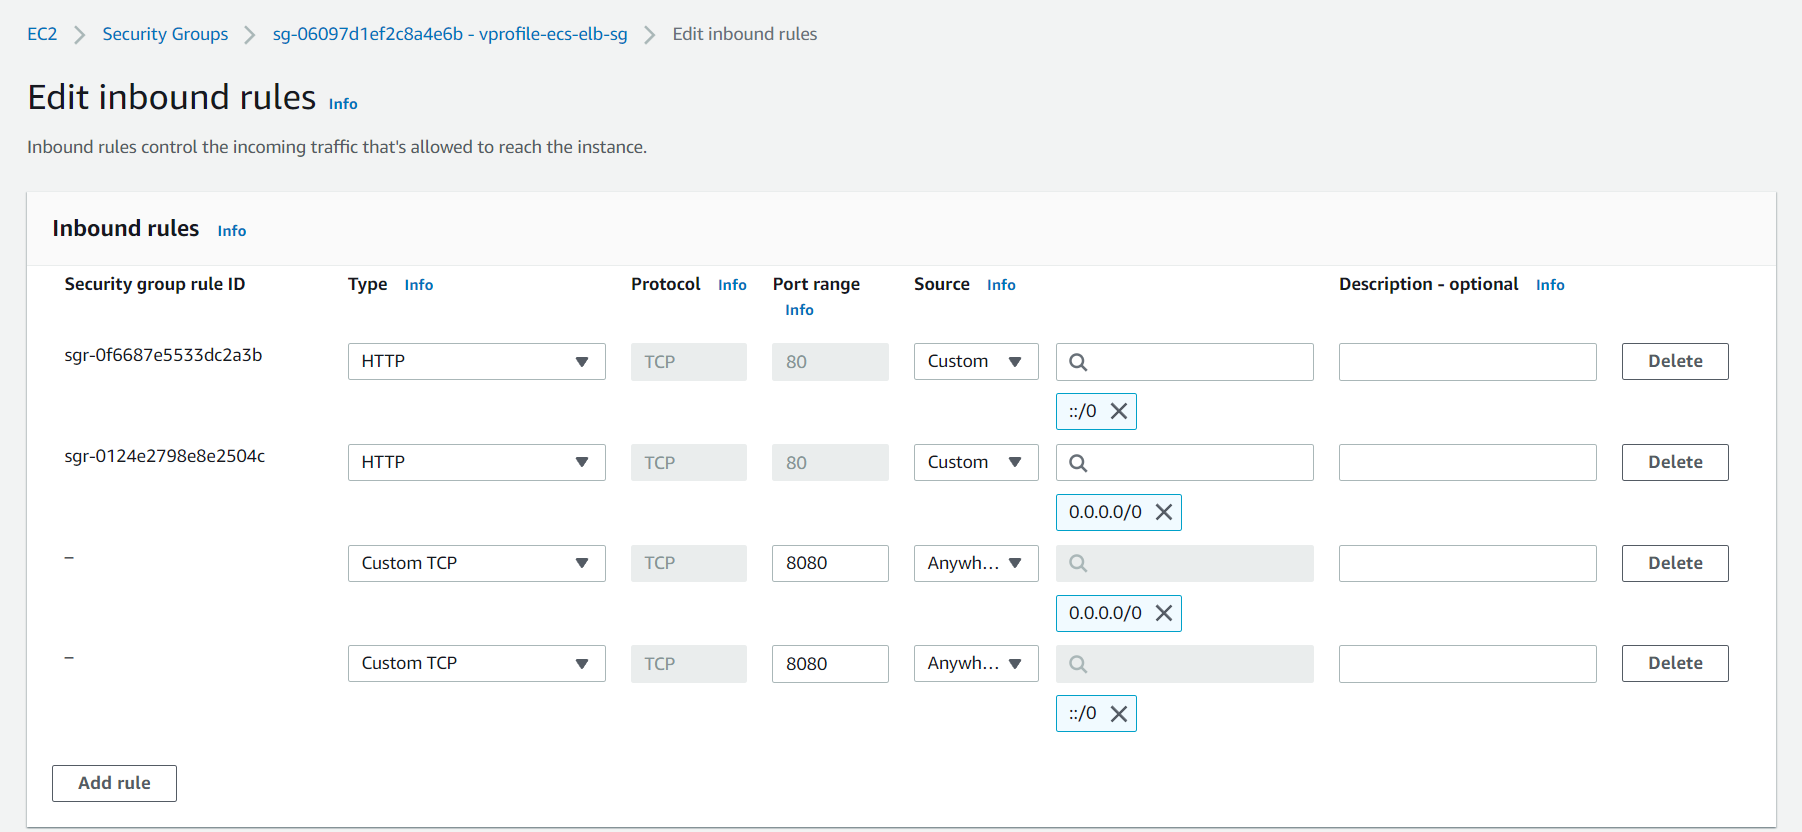 EC2 > Security Groups > sg-06097d1ef2c8a4e6b - vprofile-ecs-elb-sg > Edit inbound rules
Edit inbound rules Info
Inbound rules control the incoming traffic that's allowed to reach the instance.
Inbound rules Info
Security group rule ID Type Info Protocol Info Port range Source Info Description - optional Info
Info
sgr-0f6687e5533dc2a3b HTTP TCP 80 Custom Delete
::/0
sgr-0124e2798e8e2504c HTTP TCP 80 Custom Delete
0.0.0.0/0
– Custom TCP TCP 8080 Anywh... Delete
0.0.0.0/0
– Custom TCP TCP 8080 Anywh... Delete
::/0
Add rule